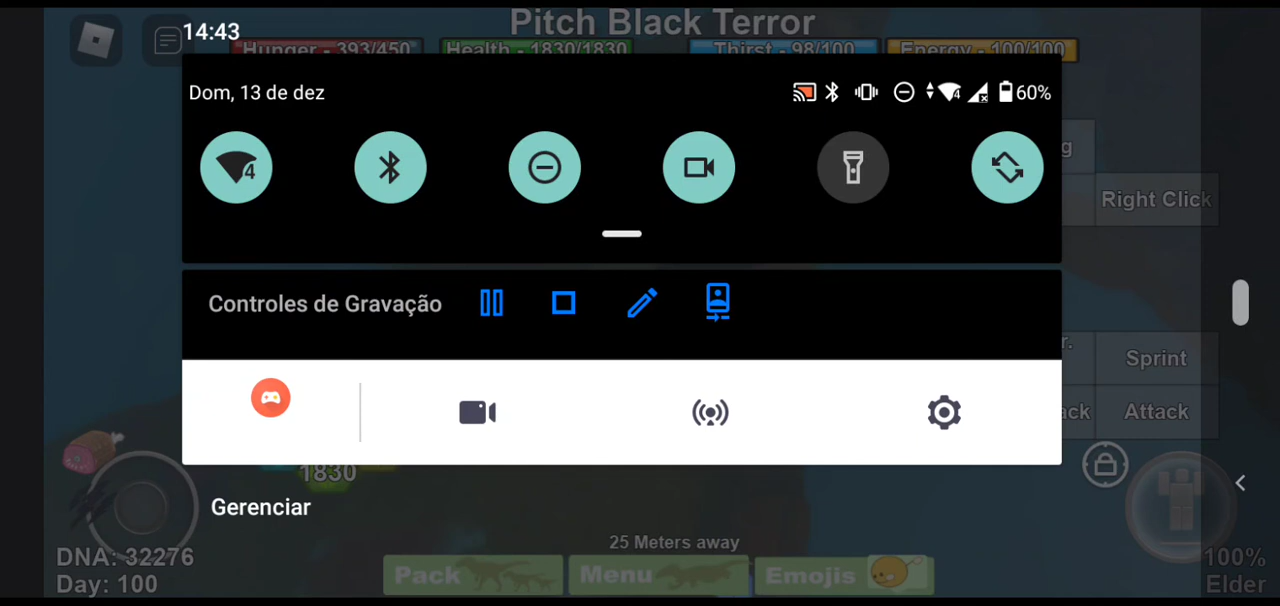 Pitch Black Terror
14:43
Hunger - 393/450
Health - 1830/1830
Thirst - 98/100
Energy - 100/100
Dom, 13 de dez
4
60%
4
g
Right Click
Controles de Gravação
r.
Sprint
ack
Attack
1830
Gerenciar
25 Meters away
DNA: 32276
Day: 100
Pack
Menu
Emojis
100%
Elder